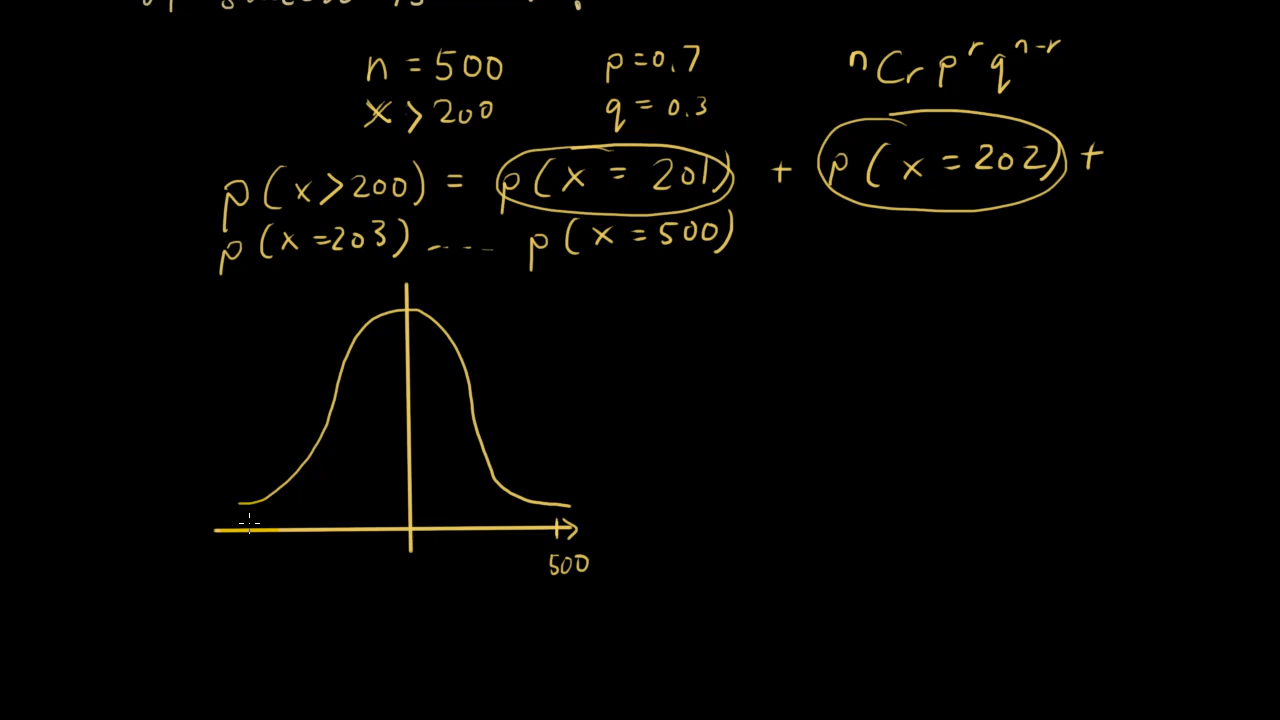 n = 500 p=0.7 nCr p^r q^n-r
x > 200 q = 0.3
p(x>200) = p(x = 201) + p(x=202) +
p(x=203) ---- p(x=500)
500